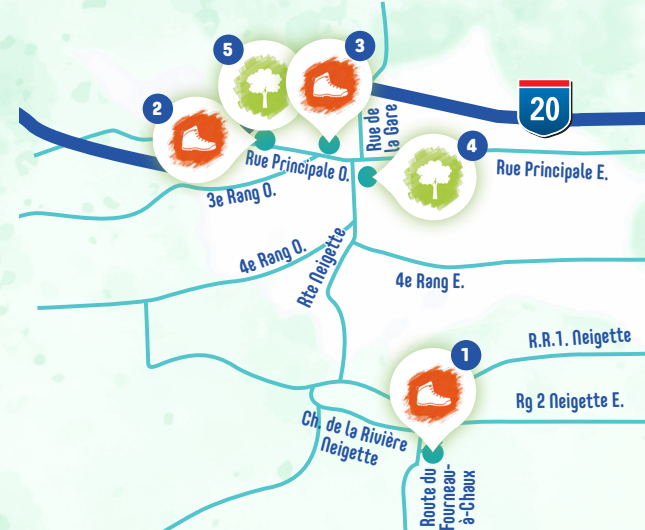 5
3
2
20
Rue de
la Gare
4
Rue Principale O.
Rue Principale E.
3e Rang O.
4e Rang O.
Rte Neigette
4e Rang E.
R.R.1. Neigette
1
Rg 2 Neigette E.
Ch. de la Rivière
Neigette
Route du
Fourneau-
à-Chaux